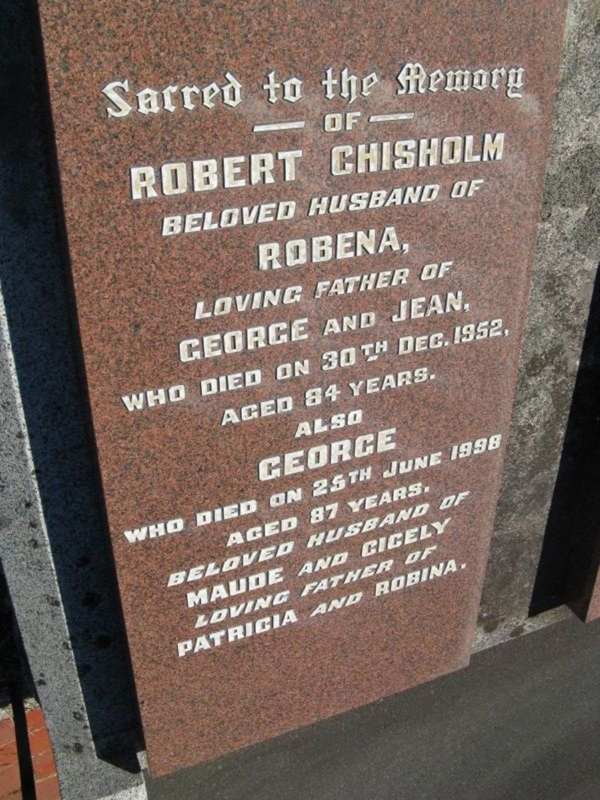 Sacred to the Memory
— OF —
ROBERT CHISHOLM
BELOVED HUSBAND OF
ROBENA,
LOVING FATHER OF
GEORGE AND JEAN,
WHO DIED ON 30TH DEC. 1952,
AGED 84 YEARS.
ALSO
GEORGE
WHO DIED ON 25TH JUNE 1998
AGED 87 YEARS.
BELOVED HUSBAND OF
MAUDE AND CICELY
LOVING FATHER OF
PATRICIA AND ROBINA.